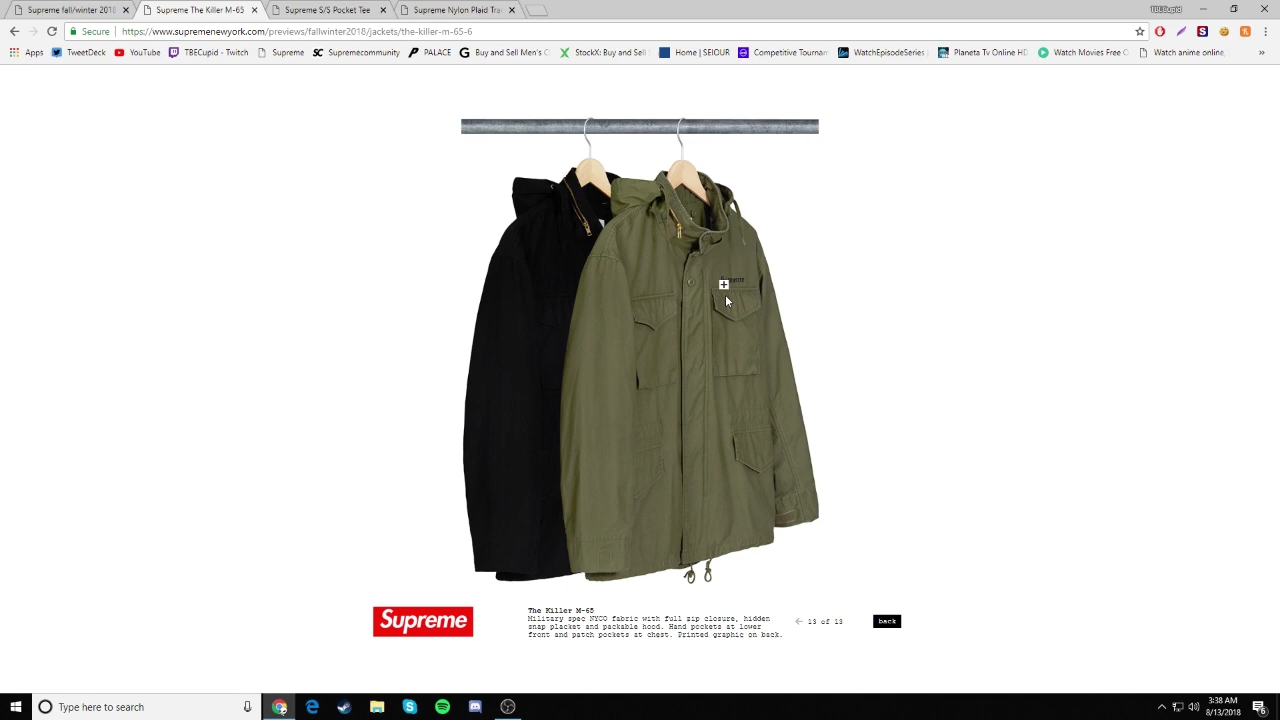 Supreme fall/winter 2018
Supreme The Killer M-65
Supreme S/S Pocket Tee
Supreme Nylon Plaid Tra
Secure
https://www.supremenewyork.com/previews/fallwinter2018/jackets/the-killer-m-65-6
Apps
TweetDeck
YouTube
TBECupid - Twitch
Supreme
Supremecommunity
PALACE
Buy and Sell Men's C
StockX: Buy and Sell
Home | SEIOUR
Competitive Tourna
WatchEpisodeSeries
Planeta Tv Online HD
Watch Movies Free O
Watch anime online,
»
Supreme
The Killer M-65
Military spec NYCO fabric with full zip closure, hidden
snap placket and packable hood. Hand pockets at lower
front and patch pockets at chest. Printed graphic on back.
13 of 13
back
Type here to search
3:38 AM
8/13/2018